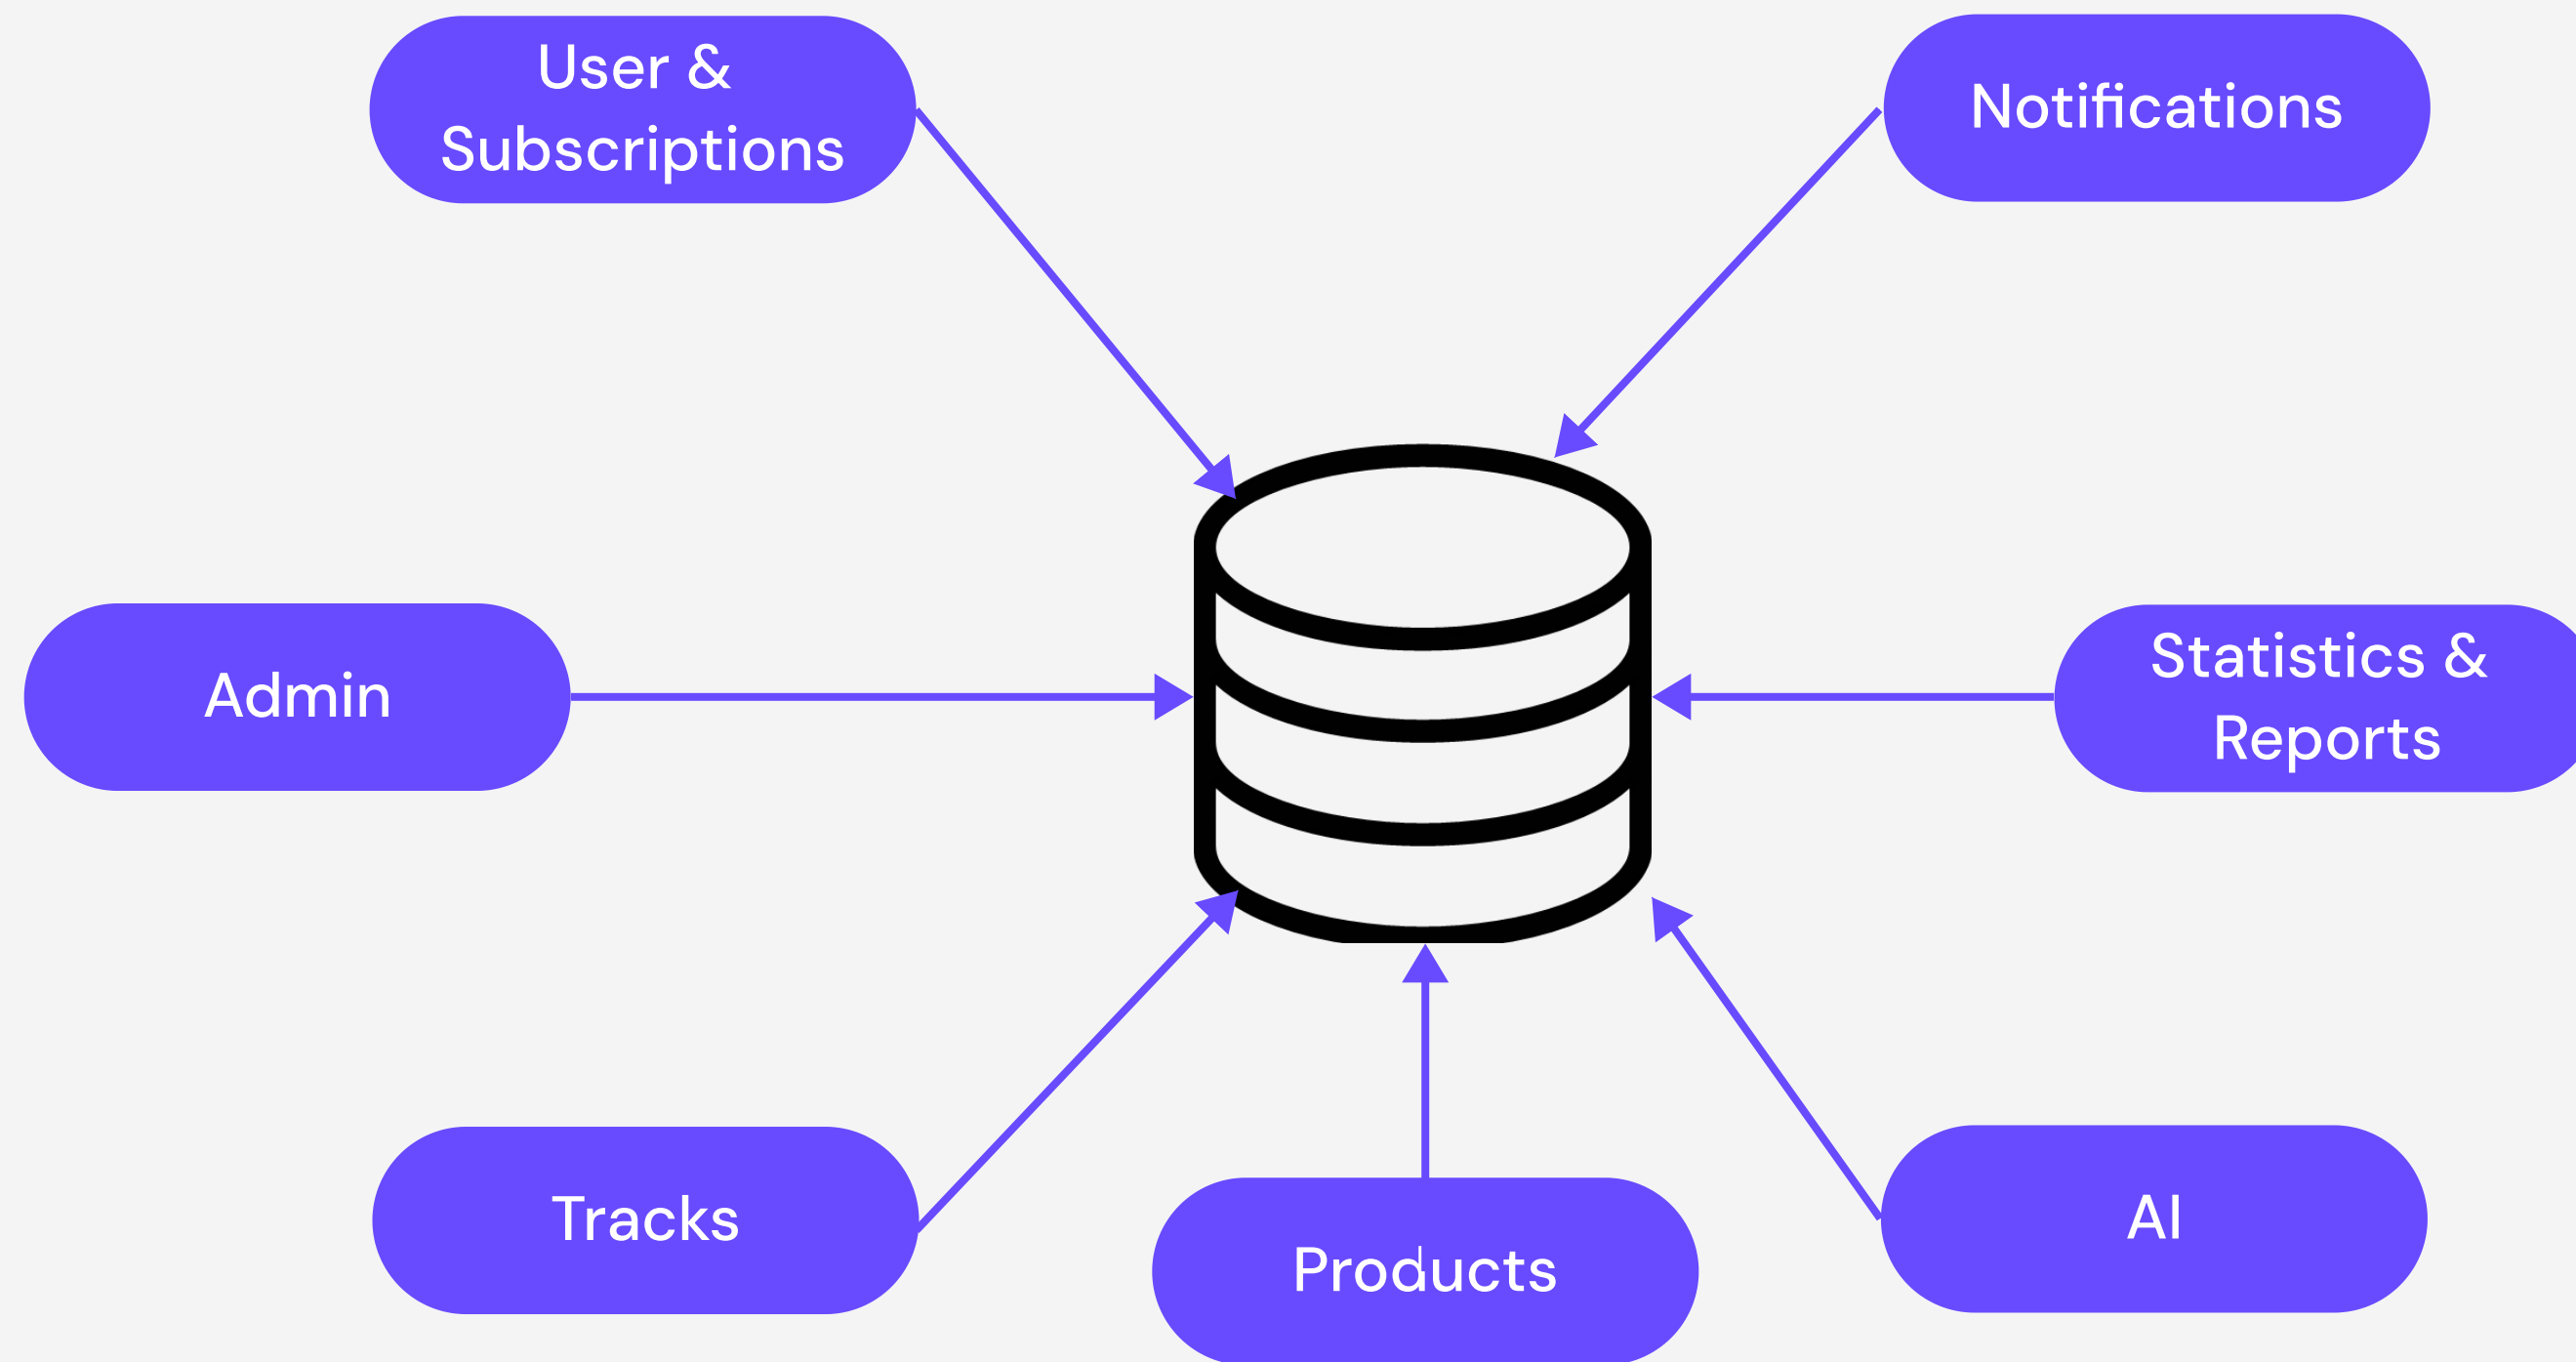 User &
Subscriptions
Notifications
Admin
Statistics &
Reports
Tracks
Products
AI